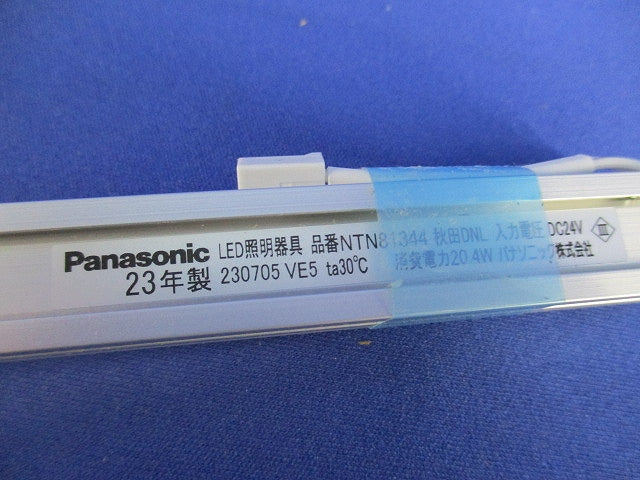 Panasonic LED照明器具 品番NTN81344 秋田DNL 入力電圧DC24V
23年製 230705 VE5 ta30℃ 消費電力20.4W パナソニック株式会社